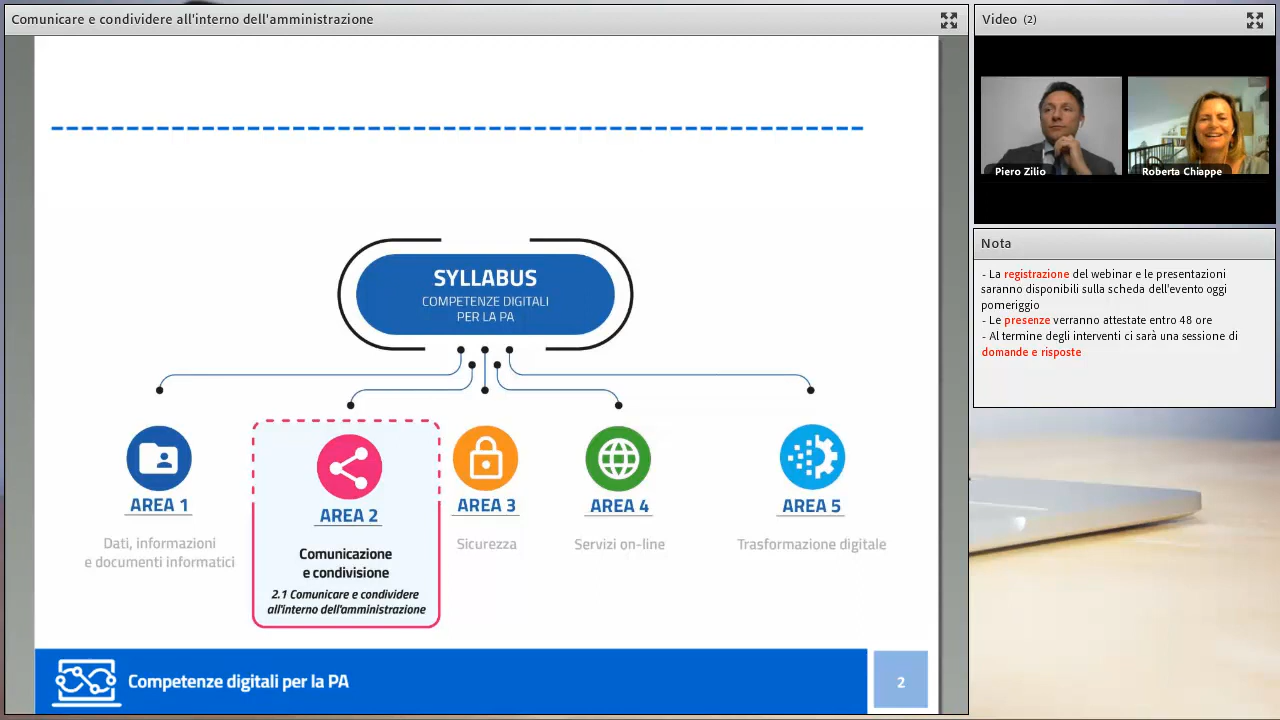 Comunicare e condividere all'interno dell'amministrazione
SYLLABUS
COMPETENZE DIGITALI
PER LA PA
AREA 1
Dati, informazioni
e documenti informatici
AREA 2
Comunicazione
e condivisione
2.1 Comunicare e condividere
all'interno dell'amministrazione
AREA 3
Sicurezza
AREA 4
Servizi on-line
AREA 5
Trasformazione digitale
Competenze digitali per la PA
2
Video (2)
Piero Zilio
Roberta Chiappe
Nota
- La registrazione del webinar e le presentazioni
saranno disponibili sulla scheda dell'evento oggi
pomeriggio
- Le presenze verranno attestate entro 48 ore
- Al termine degli interventi ci sarà una sessione di
domande e risposte